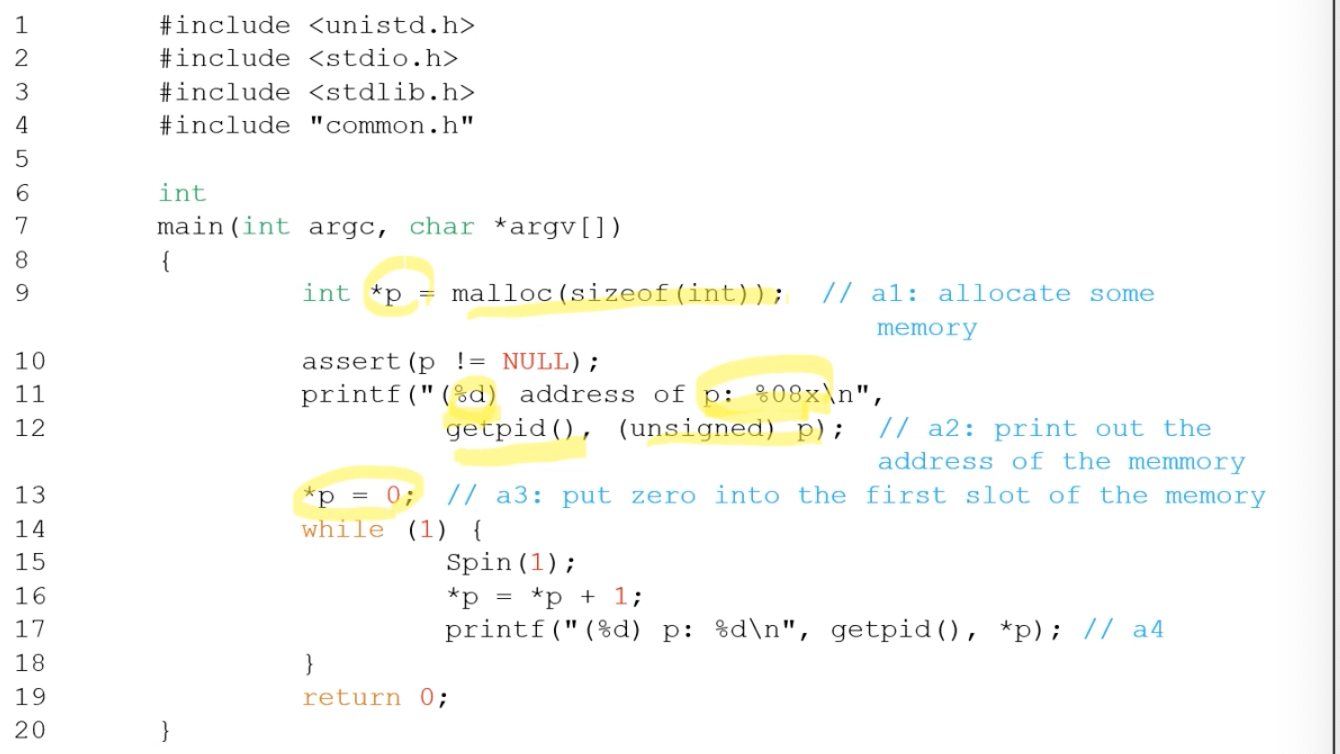 1 #include <unistd.h>
2 #include <stdio.h>
3 #include <stdlib.h>
4 #include "common.h"
5
6 int
7 main(int argc, char *argv[])
8 {
9 int *p = malloc(sizeof(int)); // a1: allocate some
memory
10 assert(p != NULL);
11 printf("(%d) address of p: %08x\n",
12 getpid(), (unsigned) p); // a2: print out the
address of the memmory
13 *p = 0; // a3: put zero into the first slot of the memory
14 while (1) {
15 Spin(1);
16 *p = *p + 1;
17 printf("(%d) p: %d\n", getpid(), *p); // a4
18 }
19 return 0;
20 }